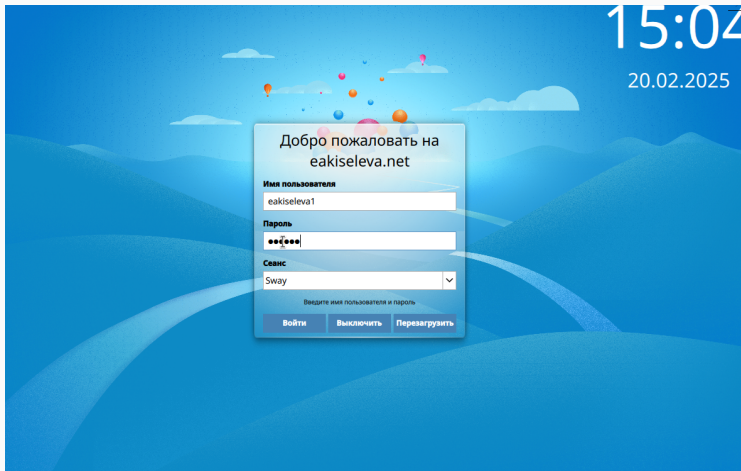 15:04
20.02.2025
Добро пожаловать на
eakiseleva.net
Имя пользователя
eakiseleva1
Пароль
Сеанс
Sway
Введите имя пользователя и пароль
Войти Выключить Перезагрузить